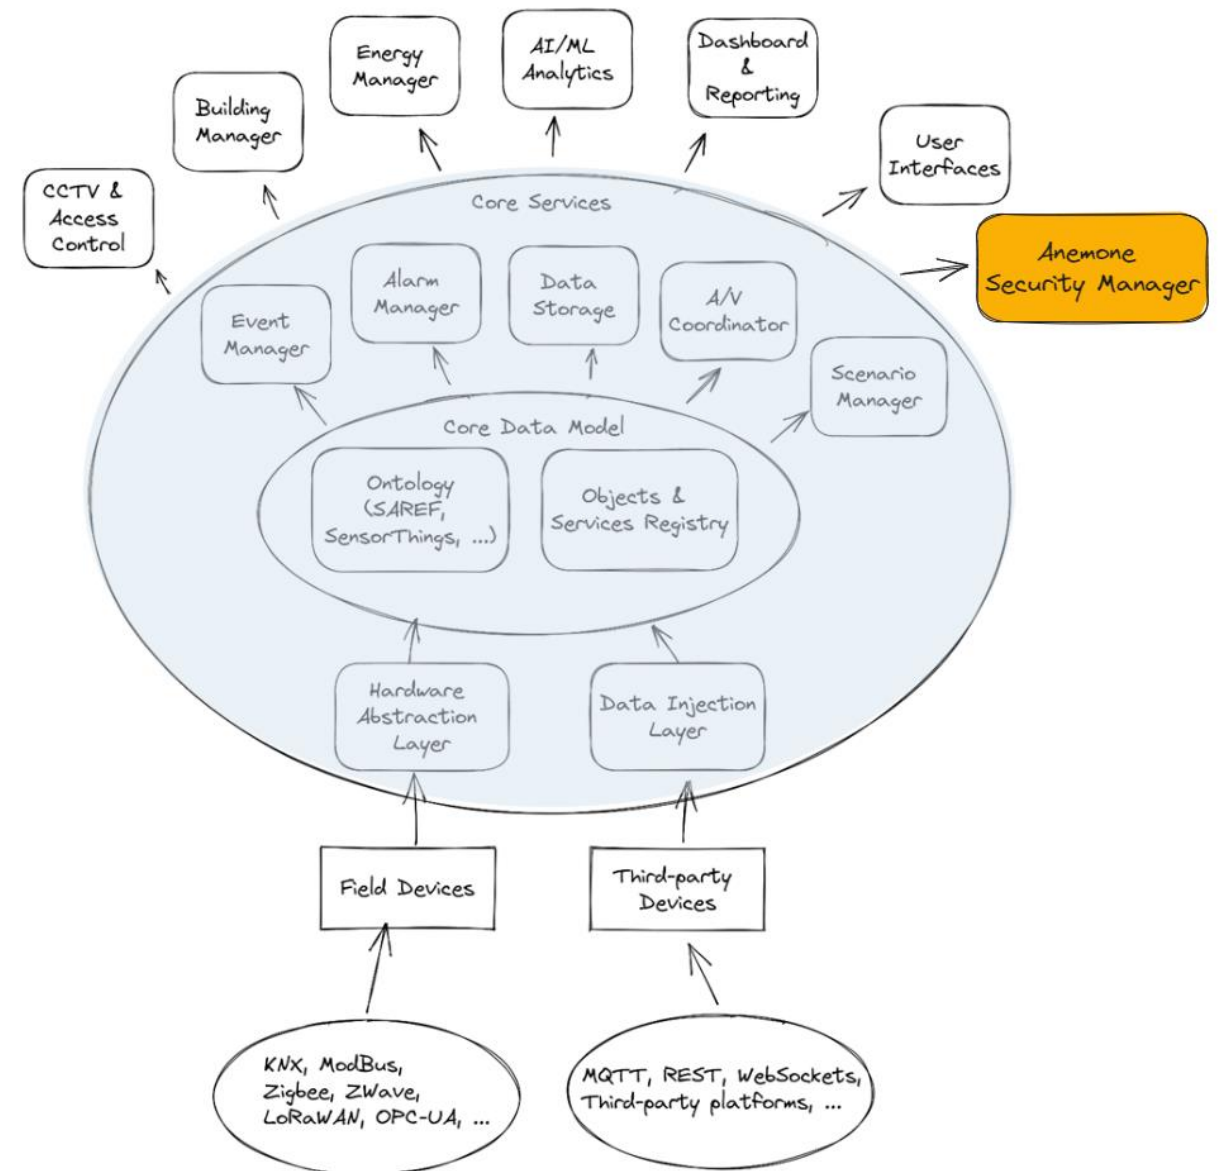 Energy
Manager
AI/ML
Analytics
Dashboard
&
Reporting
Building
Manager
User
Interfaces
CCTV &
Access
Control
Anemone
Security Manager
Core Services
Event
Manager
Alarm
Manager
Data
Storage
A/V
Coordinator
Scenario
Manager
Core Data Model
Ontology
(SAREF,
SensorThings, ...)
Objects &
Services Registry
Hardware
Abstraction
Layer
Data Injection
Layer
Field Devices
Third-party
Devices
KNX, ModBus,
Zigbee, ZWave,
LoRaWAN, OPC-UA, ...
MQTT, REST, WebSockets,
Third-party platforms, ...